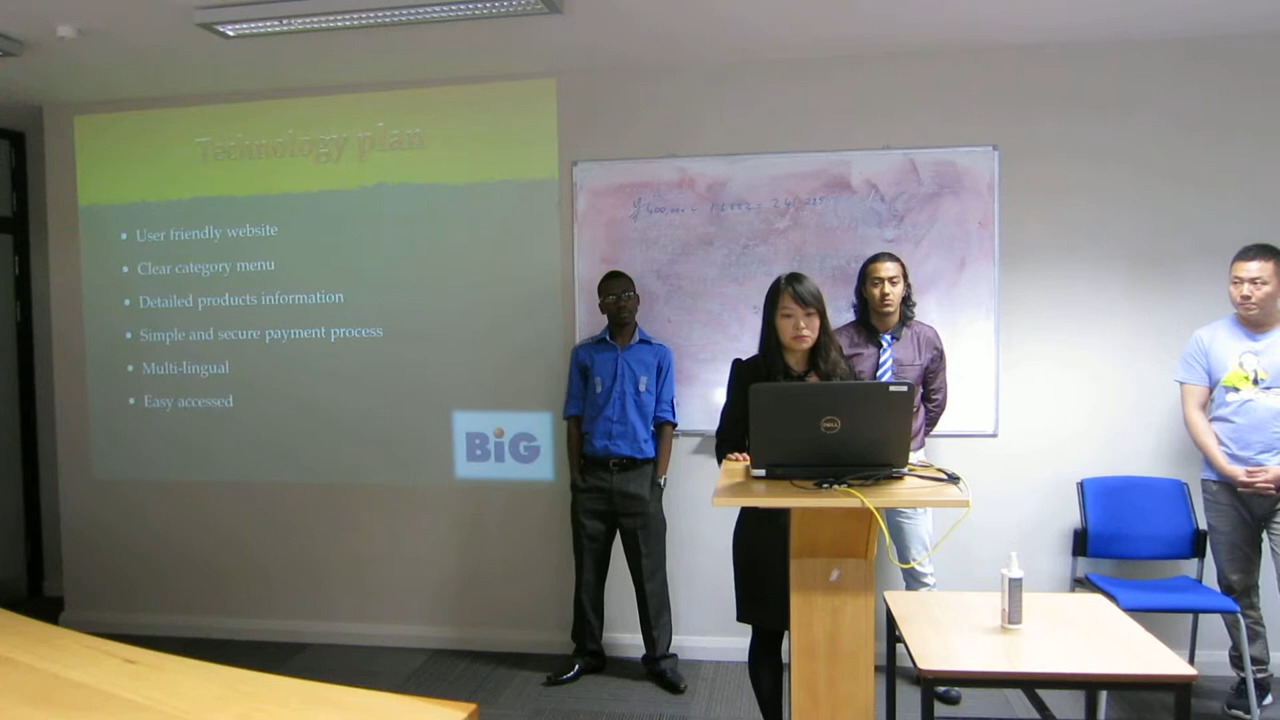 Technology plan
• User friendly website
• Clear category menu
• Detailed products information
• Simple and secure payment process
• Multi-lingual
• Easy accessed
BiG
DELL